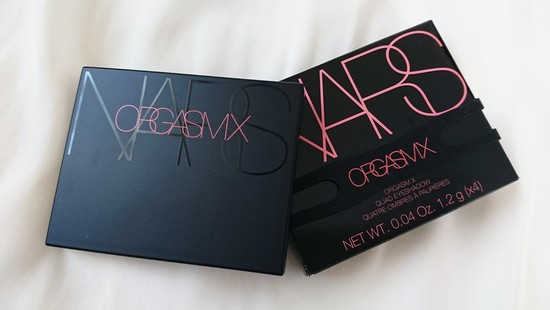 NARS
ORGASM X
NARS
ORGASM X
ORGASM X
QUAD EYESHADOW
QUATRE OMBRES À PAUPIÈRES
NET WT. 0.04 Oz. 1.2 g (x4)